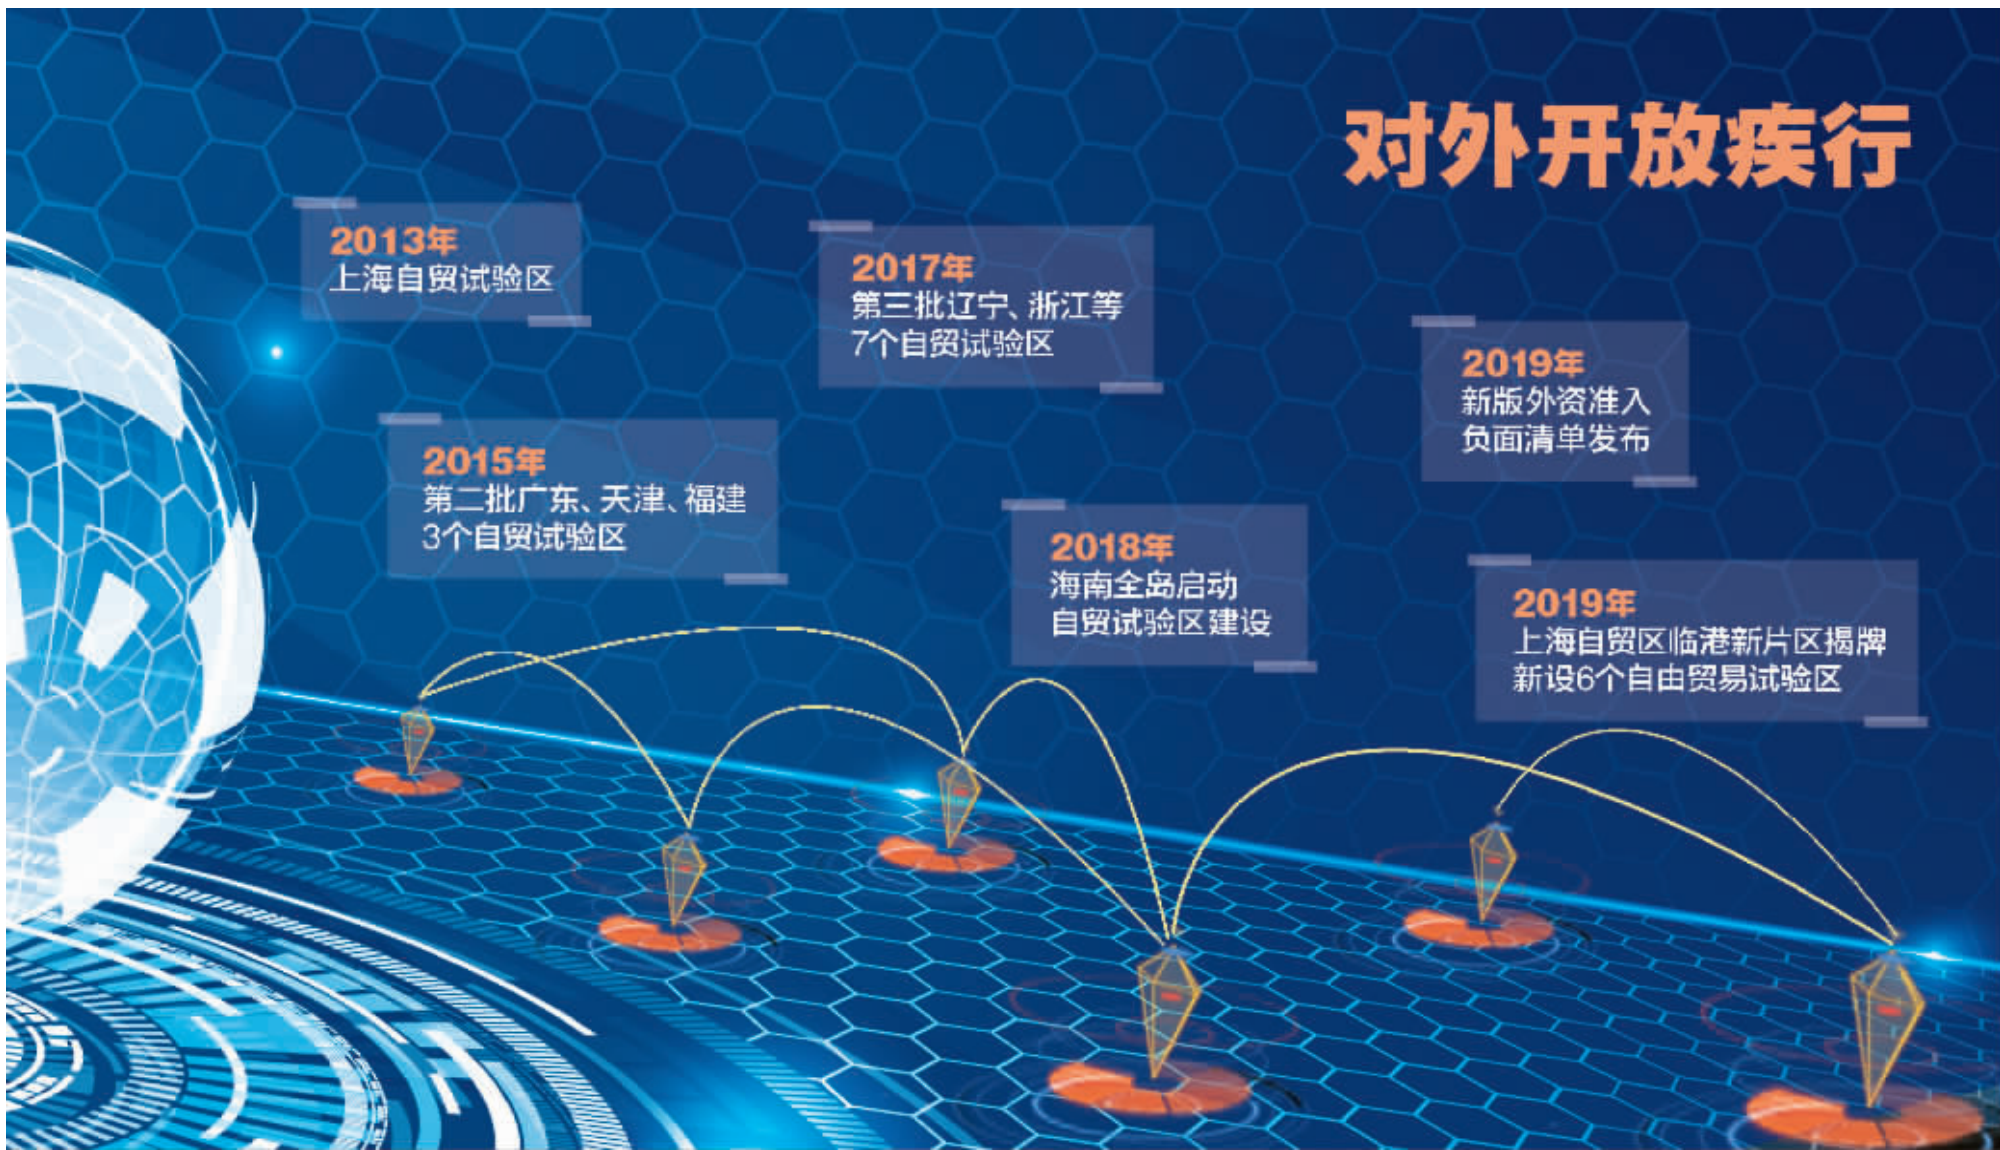 对外开放疾行
2013年
上海自贸试验区
2015年
第二批广东、天津、福建
3个自贸试验区
2017年
第三批辽宁、浙江等
7个自贸试验区
2018年
海南全岛启动
自贸试验区建设
2019年
新版外资准入
负面清单发布
2019年
上海自贸区临港新片区揭牌
新设6个自由贸易试验区